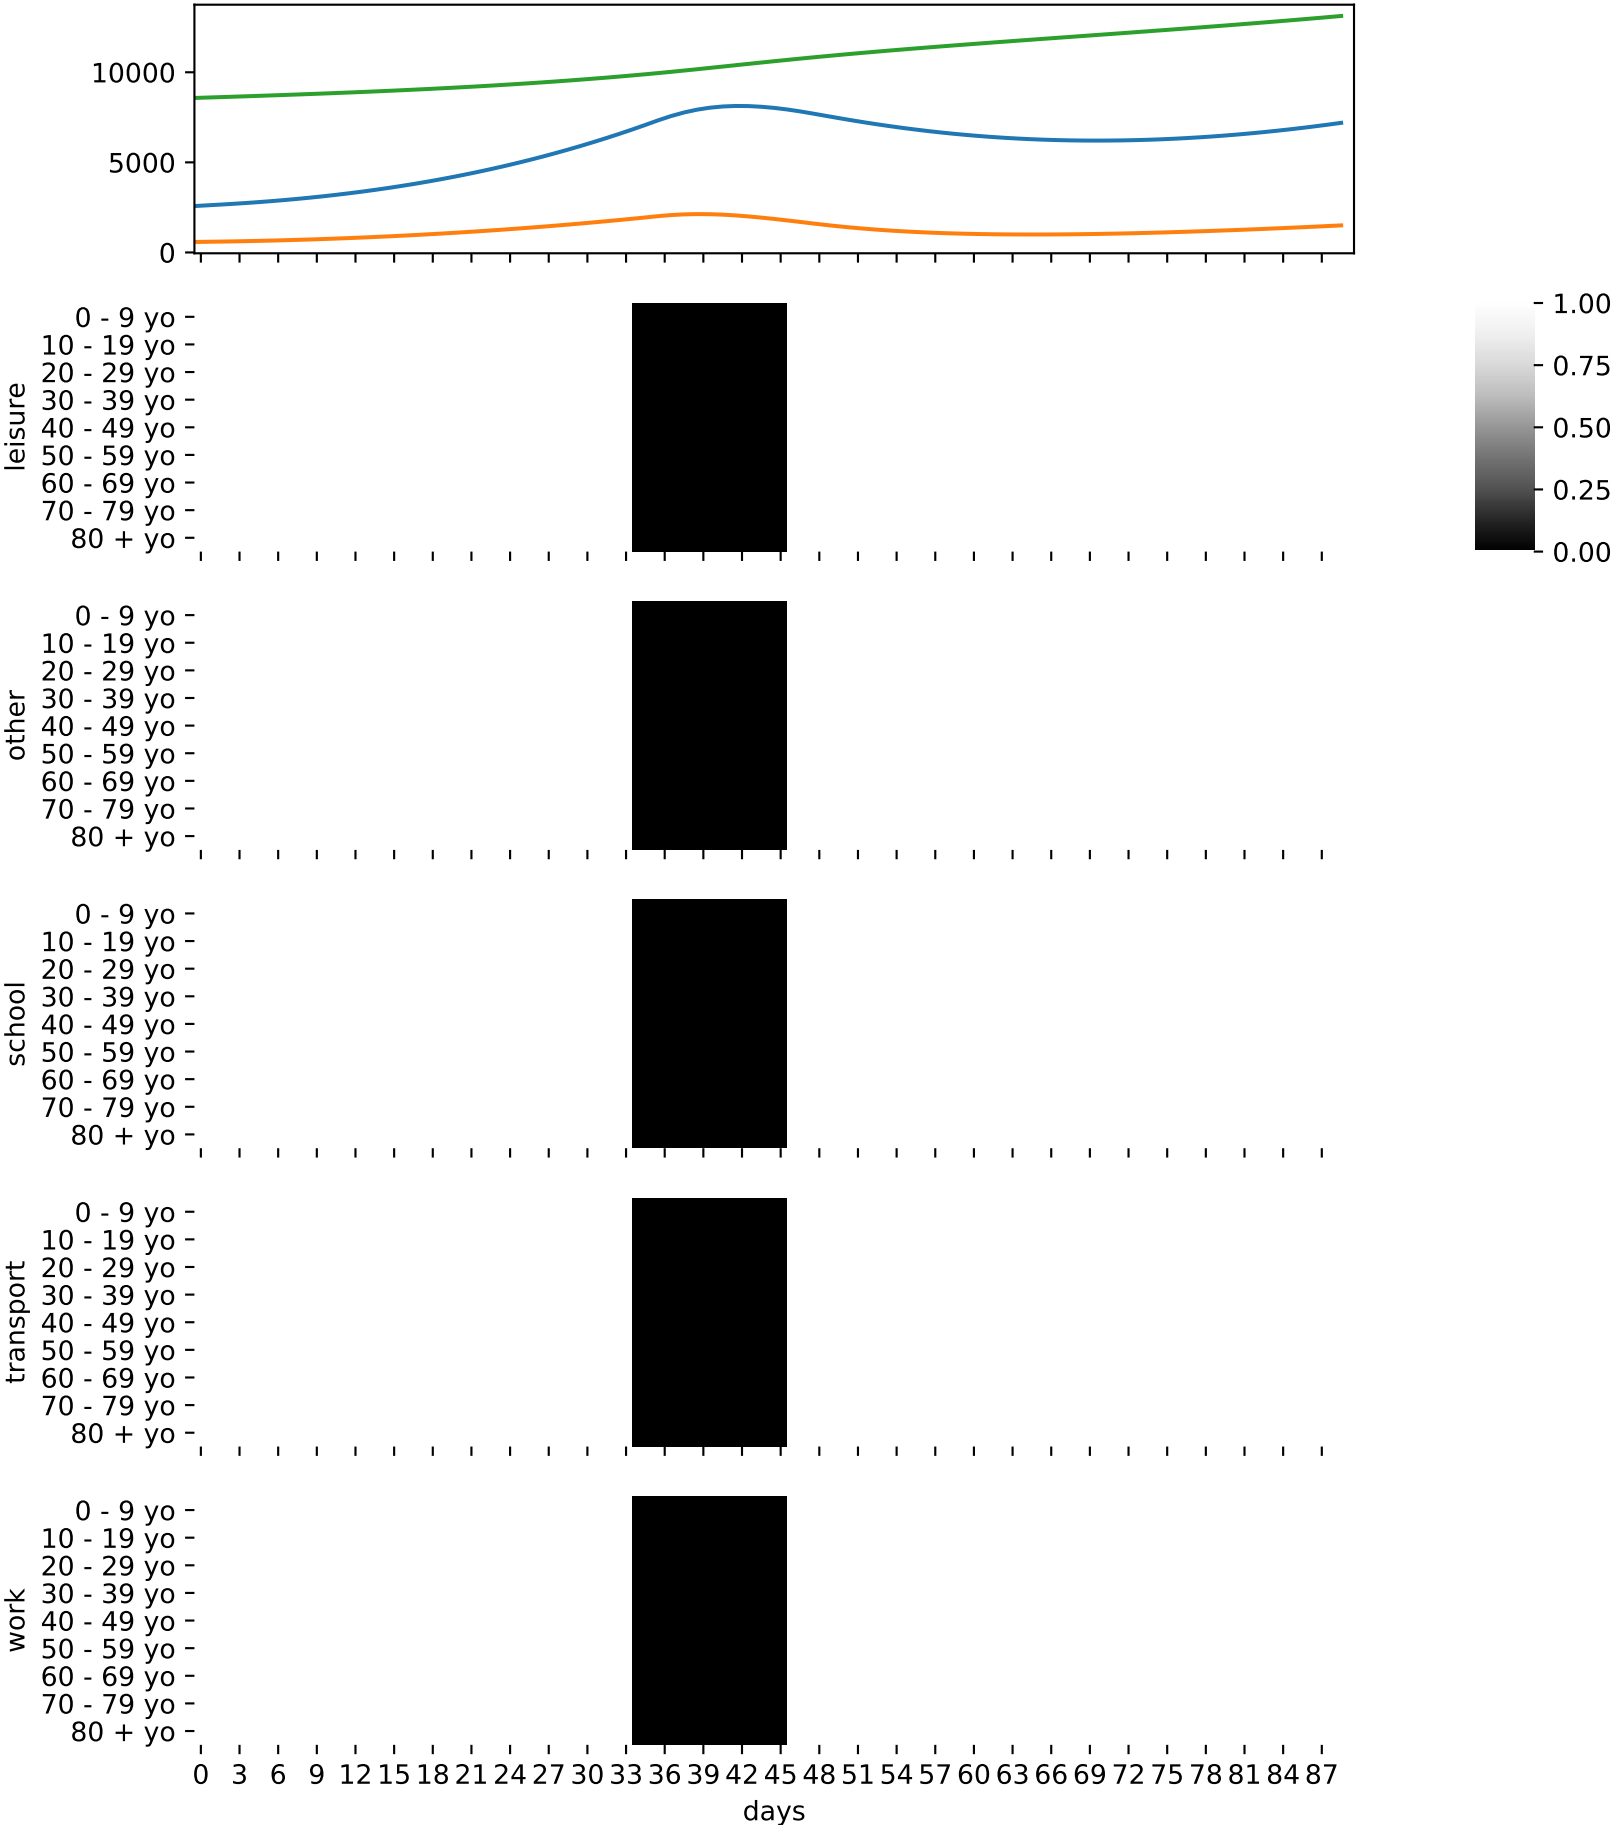 10000
5000
0
leisure
0 - 9 yo
10 - 19 yo
20 - 29 yo
30 - 39 yo
40 - 49 yo
50 - 59 yo
60 - 69 yo
70 - 79 yo
80 + yo
1.00
0.75
0.50
0.25
0.00
other
0 - 9 yo
10 - 19 yo
20 - 29 yo
30 - 39 yo
40 - 49 yo
50 - 59 yo
60 - 69 yo
70 - 79 yo
80 + yo
school
0 - 9 yo
10 - 19 yo
20 - 29 yo
30 - 39 yo
40 - 49 yo
50 - 59 yo
60 - 69 yo
70 - 79 yo
80 + yo
transport
0 - 9 yo
10 - 19 yo
20 - 29 yo
30 - 39 yo
40 - 49 yo
50 - 59 yo
60 - 69 yo
70 - 79 yo
80 + yo
work
0 - 9 yo
10 - 19 yo
20 - 29 yo
30 - 39 yo
40 - 49 yo
50 - 59 yo
60 - 69 yo
70 - 79 yo
80 + yo
0 3 6 9 12 15 18 21 24 27 30 33 36 39 42 45 48 51 54 57 60 63 66 69 72 75 78 81 84 87
days